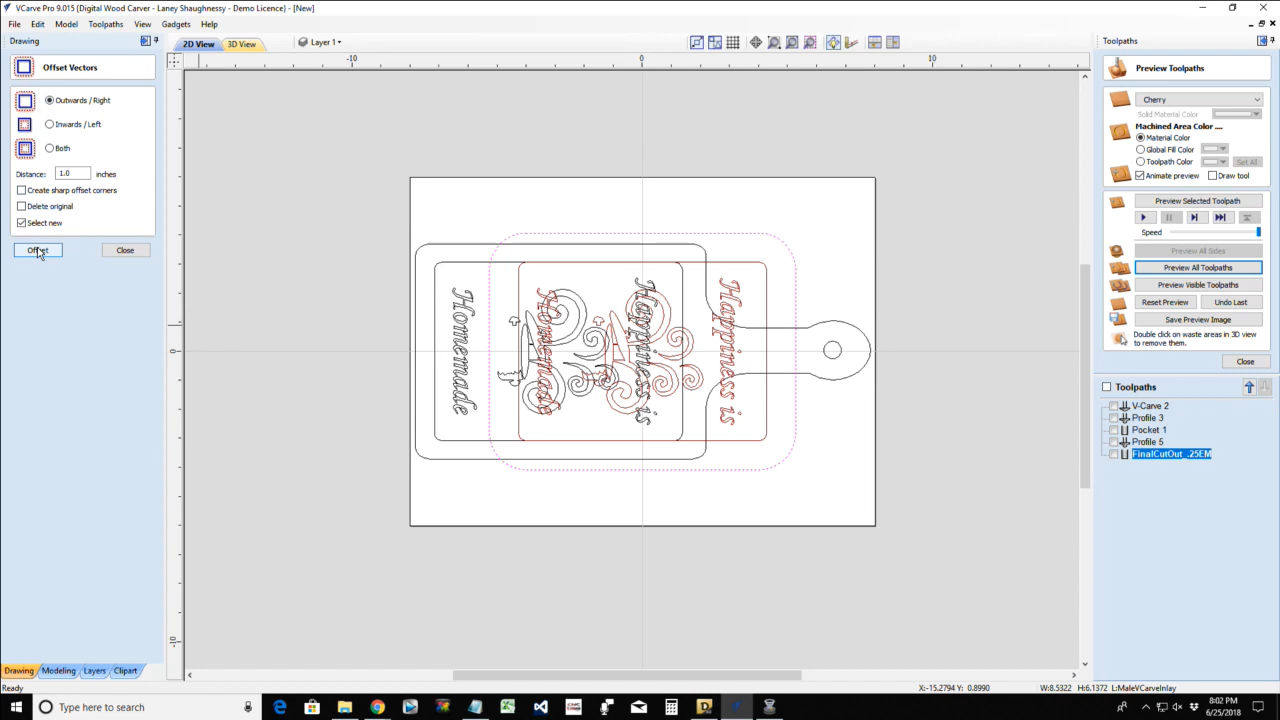 VCarve Pro 9.015 [Digital Wood Carver - Laney Shaughnessy - Demo Licence] - [New]
File Edit Model Toolpaths View Gadgets Help
Drawing
Offset Vectors
Outwards / Right
Inwards / Left
Both
Distance: 1.0 inches
Create sharp offset corners
Delete original
Select new
Offset Close
Drawing Modeling Layers Clipart
Ready
2D View 3D View Layer 1
-10 0 10
0
-10
Homemade
Homemade
Happiness is
Happiness is
Toolpaths
Preview Toolpaths
Cherry
Solid Material Color
Machined Area Color ....
Material Color
Global Fill Color
Toolpath Color Set All
Animate preview Draw tool
Preview Selected Toolpath
Speed
Preview All Sides
Preview All Toolpaths
Preview Visible Toolpaths
Reset Preview Undo Last
Save Preview Image
Double click on waste areas in 3D view
to remove them.
Close
Toolpaths
V-Carve 2
Profile 3
Pocket 1
Profile 5
FinalCutOut_.25EM
X:-15.2794 Y: 0.8990 W:8.5322 H:6.1372 L:MaleVCarveInlay
Type here to search
8:02 PM
6/25/2018